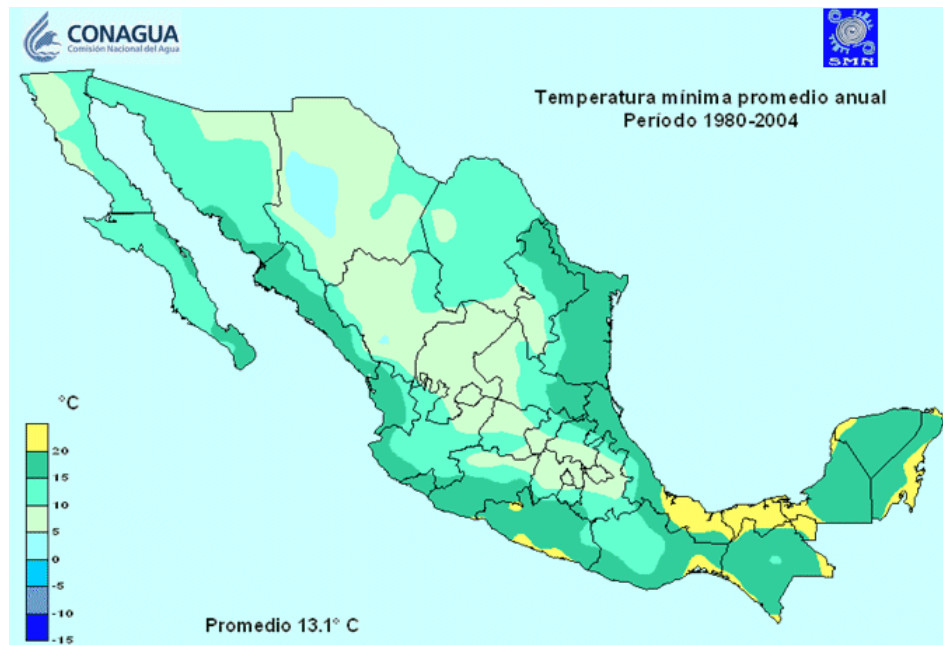 CONAGUA
Comisión Nacional del Agua
SMN
Temperatura mínima promedio anual
Período 1980-2004
°C
20
15
10
5
0
-5
-10
-15
Promedio 13.1° C